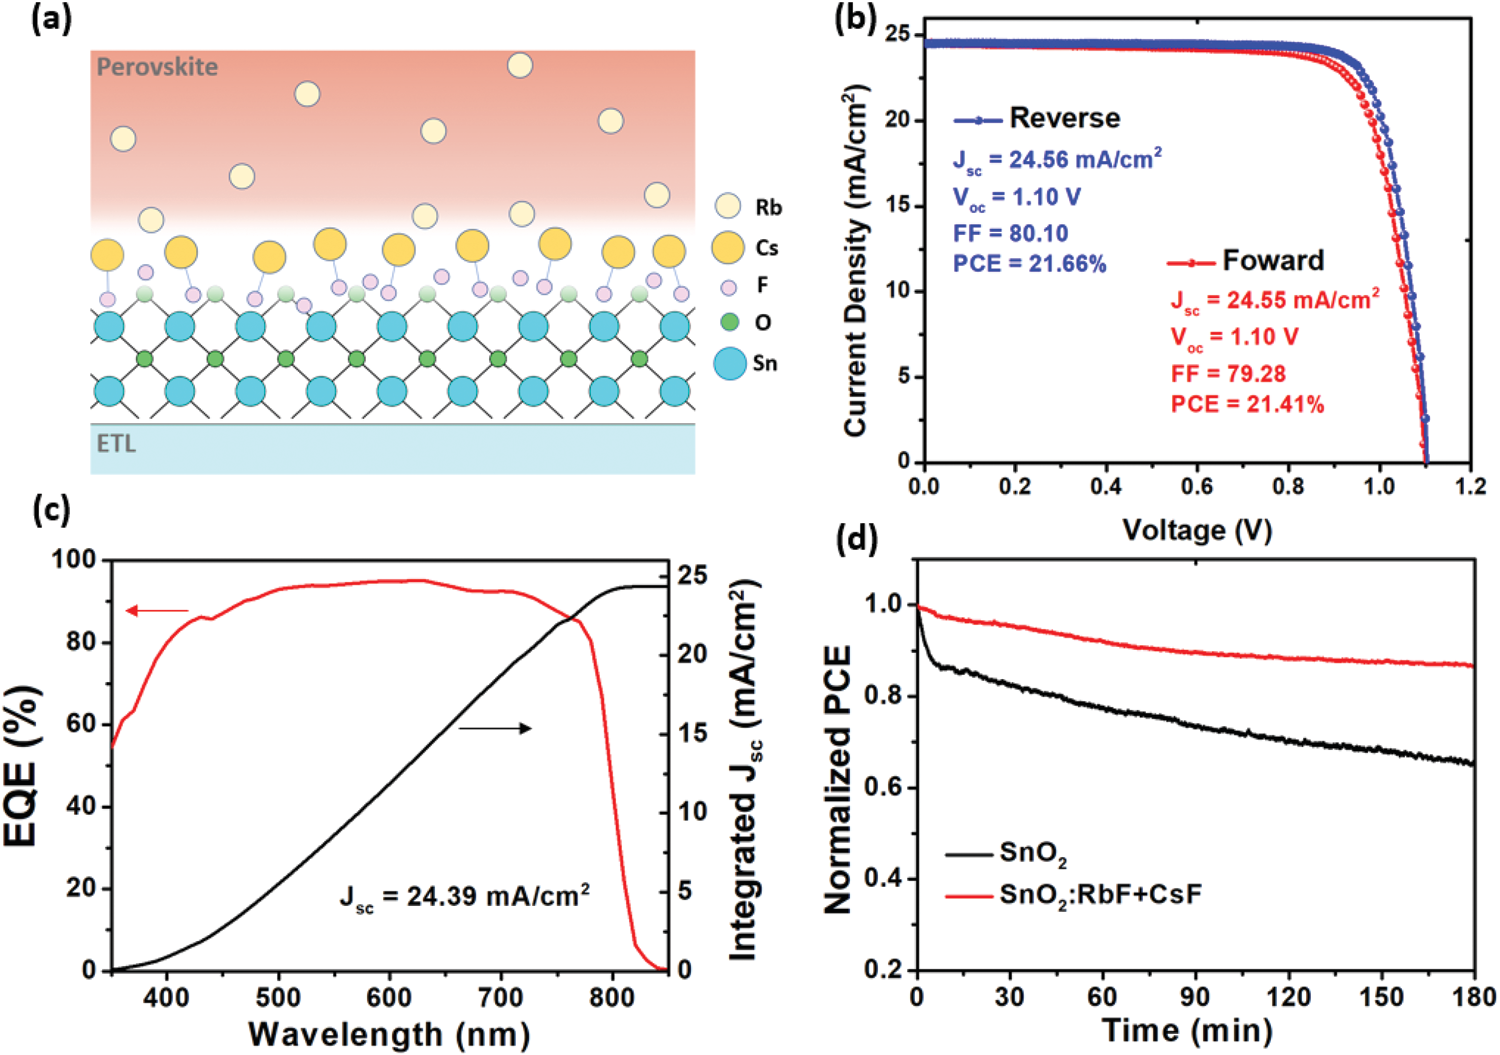 (a)
Perovskite
Rb
Cs
F
O
Sn
ETL
(b)
25
20
15
10
5
0
Current Density (mA/cm²)
Reverse
Jsc = 24.56 mA/cm²
Voc = 1.10 V
FF = 80.10
PCE = 21.66%
Foward
Jsc = 24.55 mA/cm²
Voc = 1.10 V
FF = 79.28
PCE = 21.41%
0.0 0.2 0.4 0.6 0.8 1.0 1.2
Voltage (V)
(c)
100
80
60
40
20
0
EQE (%)
25
20
15
10
5
0
Integrated Jsc (mA/cm²)
Jsc = 24.39 mA/cm²
400 500 600 700 800
Wavelength (nm)
(d)
1.0
0.8
0.6
0.4
0.2
Normalized PCE
SnO₂
SnO₂:RbF+CsF
0 30 60 90 120 150 180
Time (min)